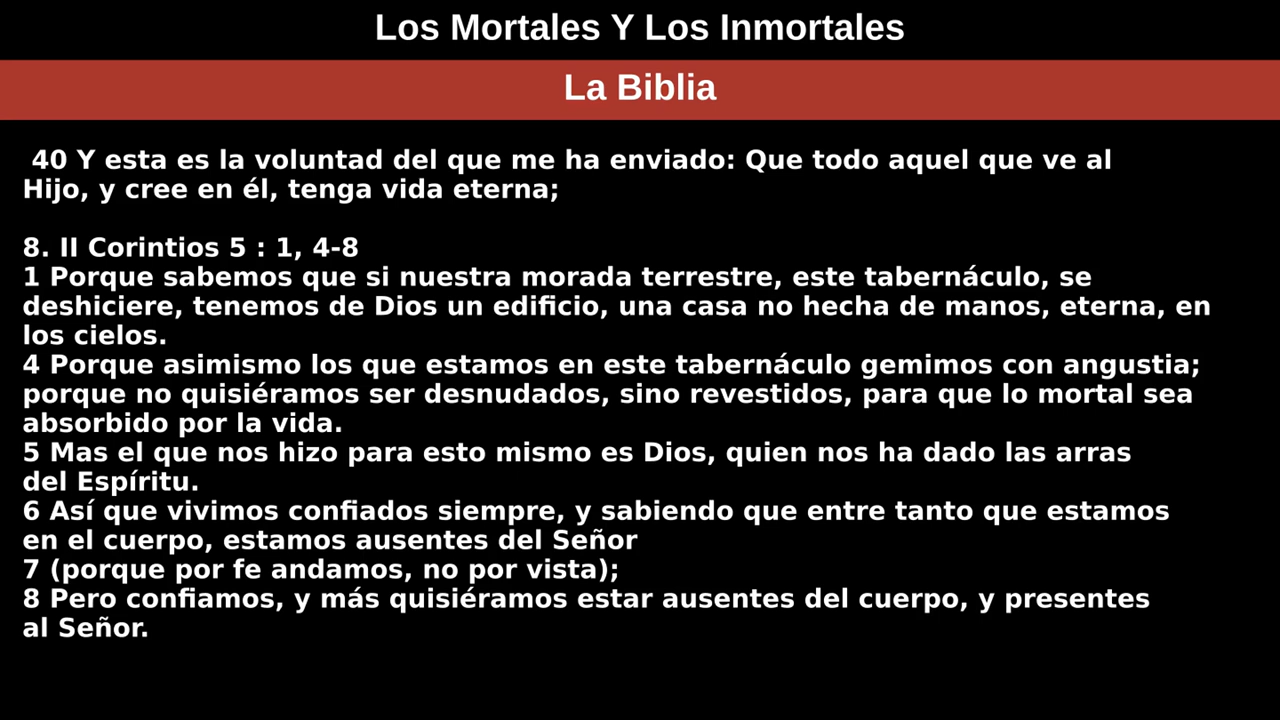 Los Mortales Y Los Inmortales
La Biblia
40 Y esta es la voluntad del que me ha enviado: Que todo aquel que ve al
Hijo, y cree en él, tenga vida eterna;
8. II Corintios 5 : 1, 4-8
1 Porque sabemos que si nuestra morada terrestre, este tabernáculo, se
deshiciere, tenemos de Dios un edificio, una casa no hecha de manos, eterna, en
los cielos.
4 Porque asimismo los que estamos en este tabernáculo gemimos con angustia;
porque no quisiéramos ser desnudados, sino revestidos, para que lo mortal sea
absorbido por la vida.
5 Mas el que nos hizo para esto mismo es Dios, quien nos ha dado las arras
del Espíritu.
6 Así que vivimos confiados siempre, y sabiendo que entre tanto que estamos
en el cuerpo, estamos ausentes del Señor
7 (porque por fe andamos, no por vista);
8 Pero confiamos, y más quisiéramos estar ausentes del cuerpo, y presentes
al Señor.